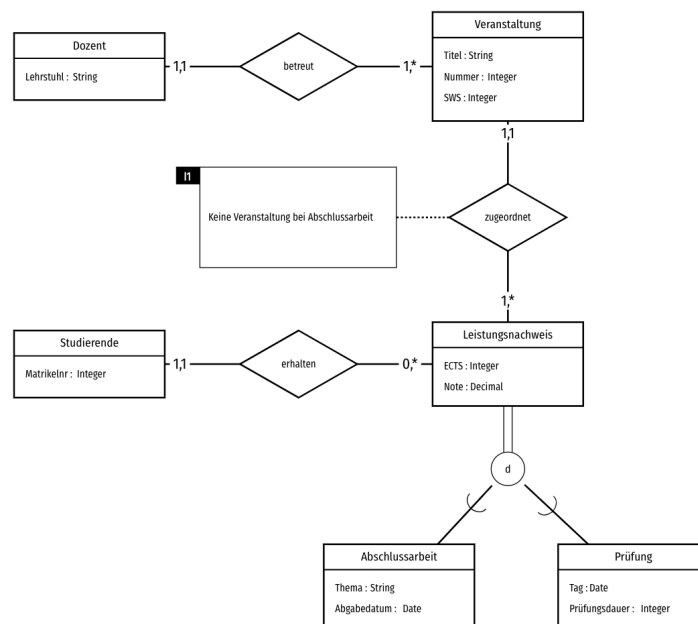 Dozent
Lehrstuhl : String
1,1
betreut
1,*
Veranstaltung
Titel : String
Nummer : Integer
SWS : Integer
1,1
I1
Keine Veranstaltung bei Abschlussarbeit
zugeordnet
1,*
Studierende
Matrikelnr : Integer
1,1
erhalten
0,*
Leistungsnachweis
ECTS : Integer
Note : Decimal
d
Abschlussarbeit
Thema : String
Abgabedatum : Date
Prüfung
Tag : Date
Prüfungsdauer : Integer